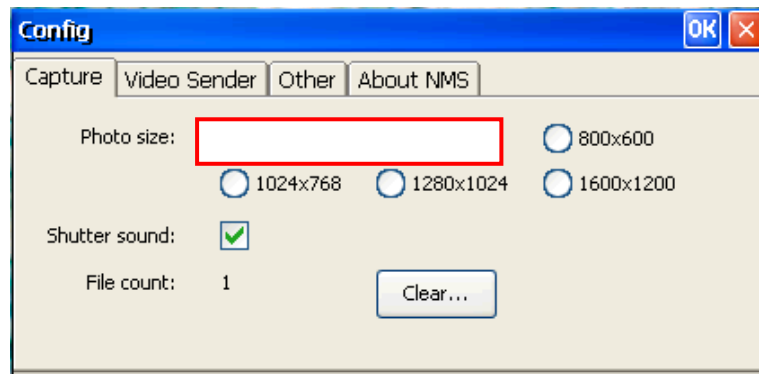 Config OK
Capture Video Sender Other About NMS
Photo size: 800x600
1024x768 1280x1024 1600x1200
Shutter sound:
File count: 1 Clear...